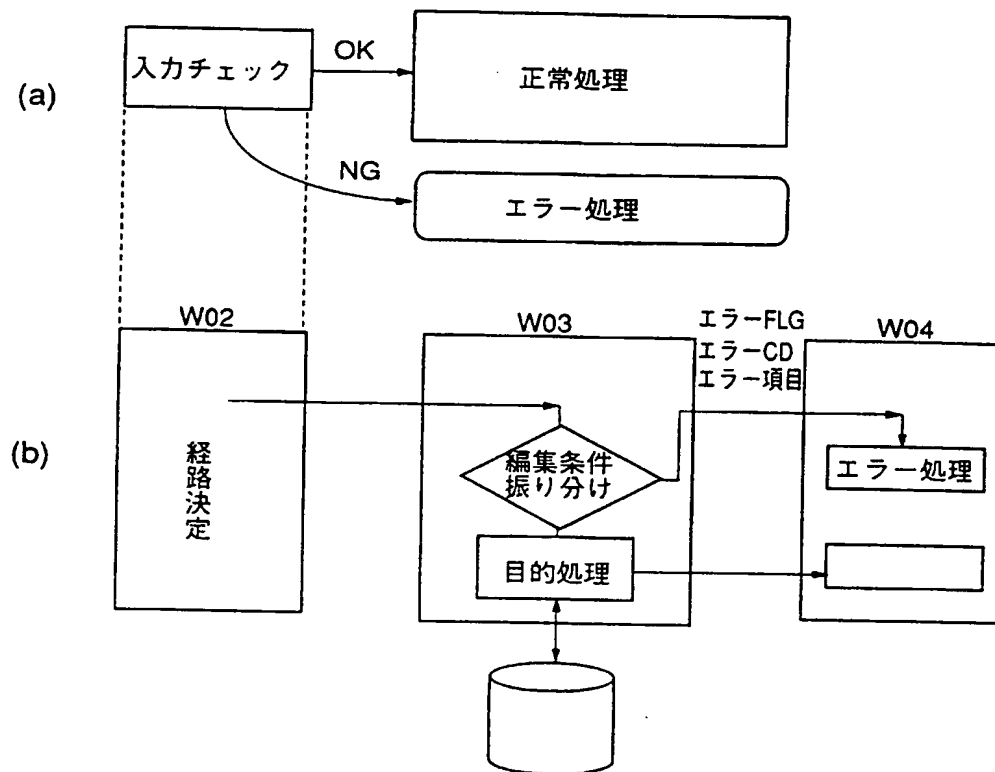 (a)
入力チェック
OK
正常処理
NG
エラー処理
(b)
W02
経路決定
W03
編集条件
振り分け
目的処理
エラーFLG
エラーCD
エラー項目
W04
エラー処理